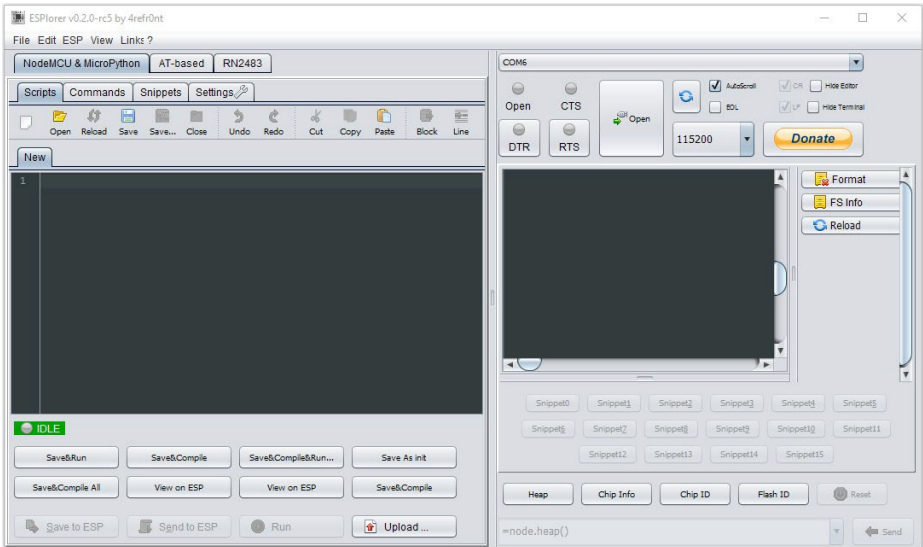 ESPlorer v0.2.0-rc5 by 4refr0nt
File Edit ESP View Links ?
NodeMCU & MicroPython AT-based RN2483
Scripts Commands Snippets Settings
Open Reload Save Save... Close Undo Redo Cut Copy Paste Block Line
New
1
IDLE
Save&Run Save&Compile Save&Compile&Run... Save As init
Save&Compile All View on ESP View on ESP Save&Compile
Save to ESP Send to ESP Run Upload ...
COM6
AutoScroll CR Hide Editor
Open CTS Open EOL LF Hide Terminal
DTR RTS 115200 Donate
Format
FS Info
Reload
Snippet0 Snippet1 Snippet2 Snippet3 Snippet4 Snippet5
Snippet6 Snippet7 Snippet8 Snippet9 Snippet10 Snippet11
Snippet12 Snippet13 Snippet14 Snippet15
Heap Chip Info Chip ID Flash ID Reset
=node.heap() Send